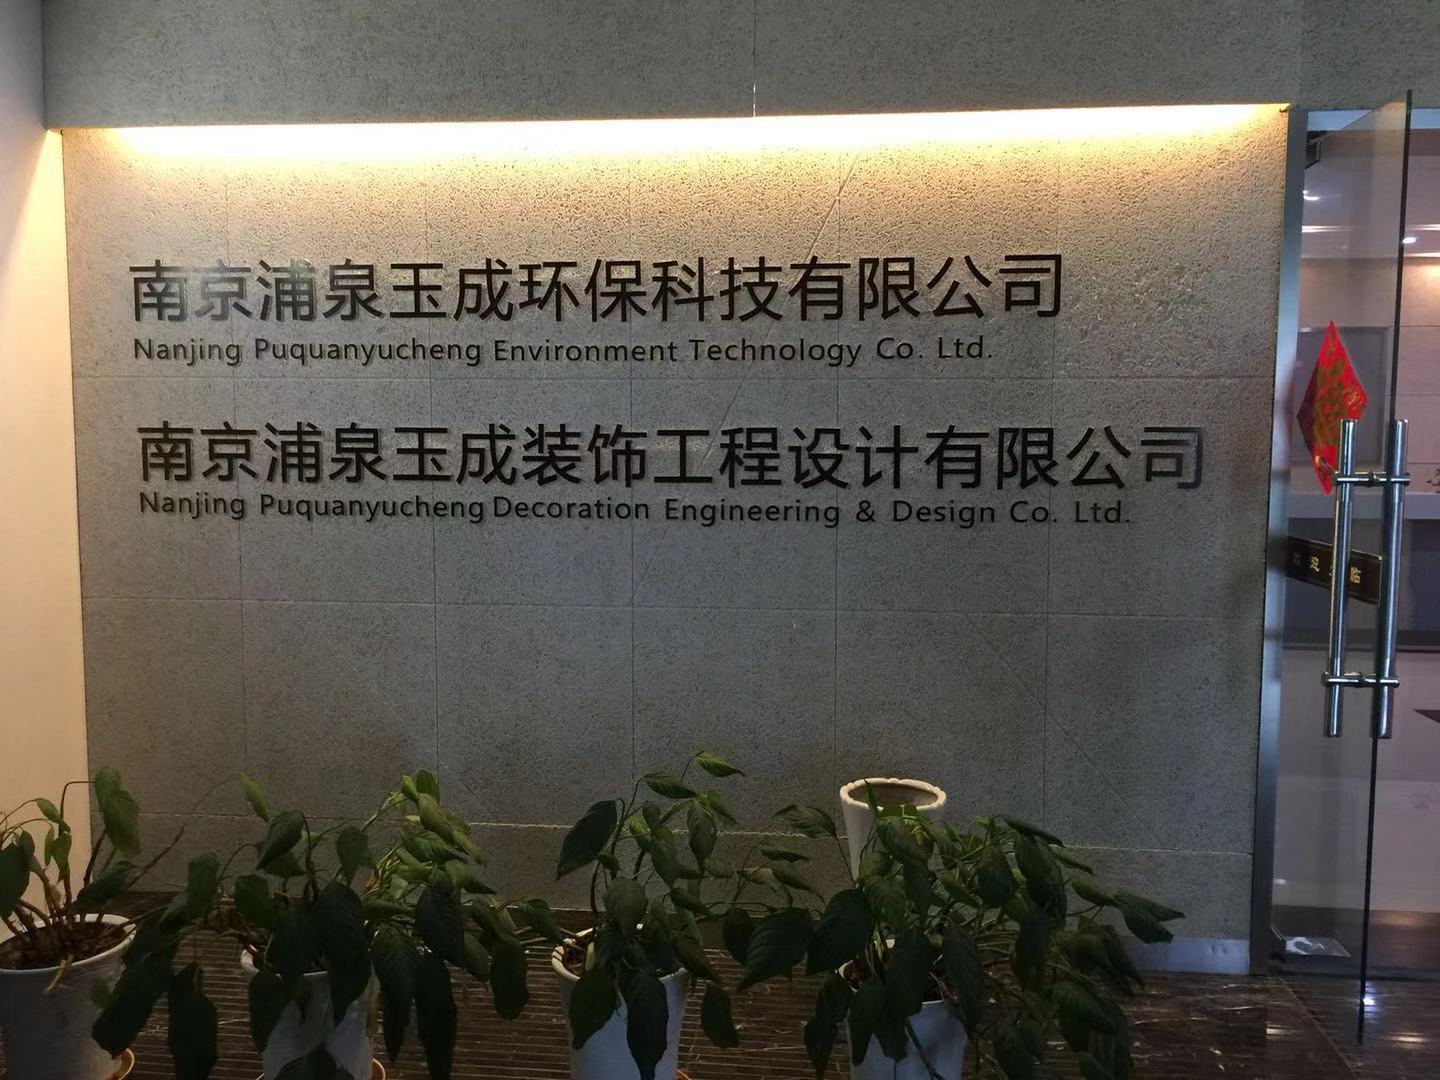 南京浦泉玉成环保科技有限公司
Nanjing Puquanyucheng Environment Technology Co. Ltd.
南京浦泉玉成装饰工程设计有限公司
Nanjing Puquanyucheng Decoration Engineering & Design Co. Ltd.
迎 临